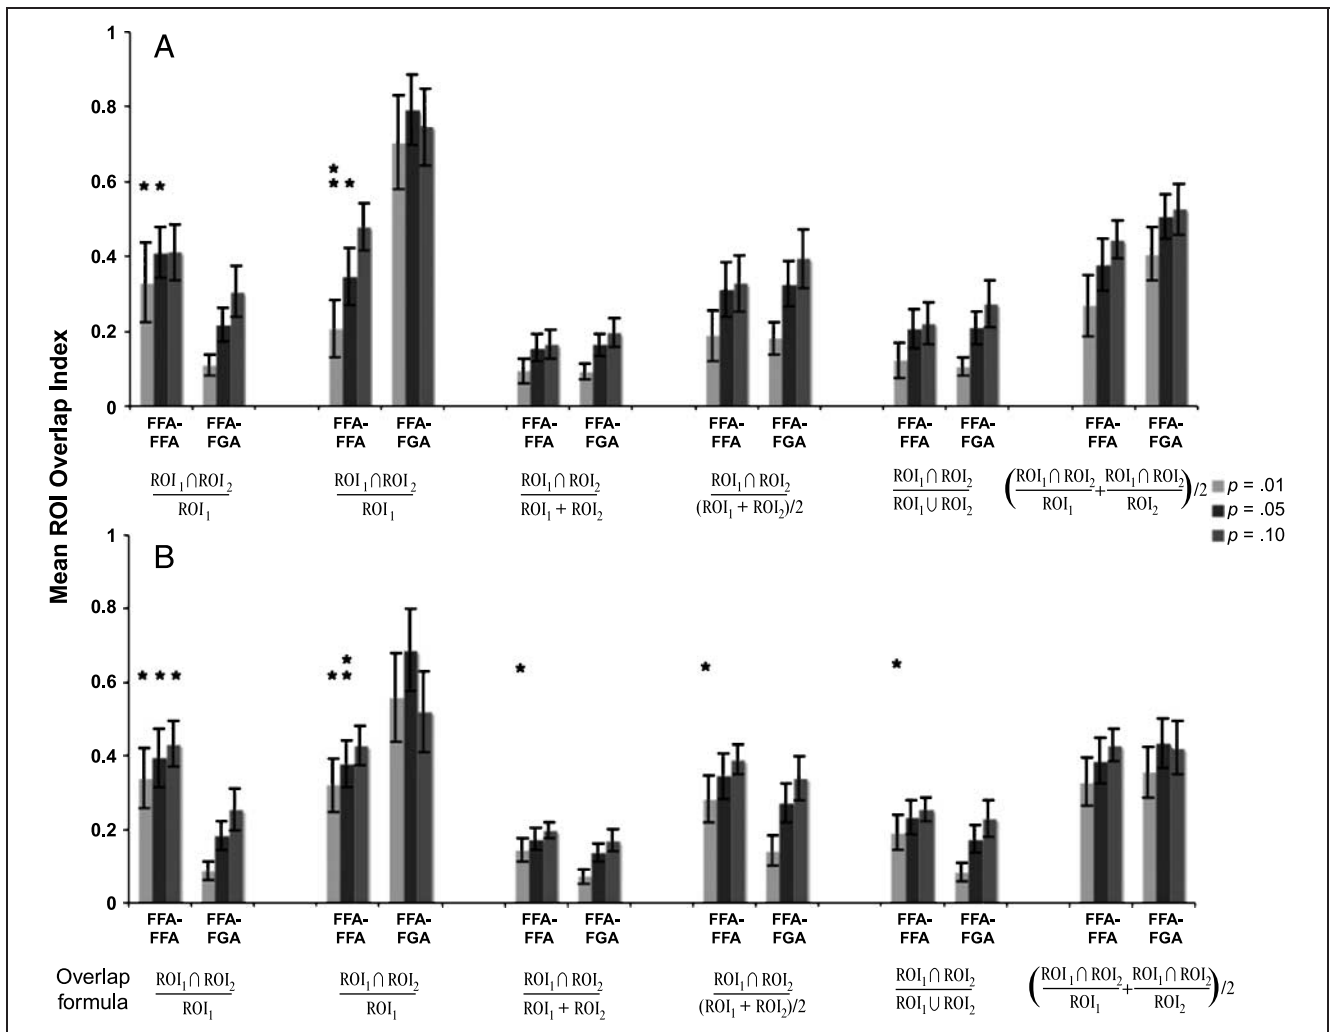 A
Mean ROI Overlap Index
1
0.8
0.6
0.4
0.2
0
* *
*
* *
FFA- FFA- FFA- FFA- FFA- FFA- FFA- FFA- FFA- FFA- FFA- FFA-
FFA FGA FFA FGA FFA FGA FFA FGA FFA FGA FFA FGA
ROI₁∩ROI₂ / ROI₁
ROI₁∩ROI₂ / ROI₁
ROI₁∩ROI₂ / ROI₁ + ROI₂
ROI₁∩ROI₂ / (ROI₁ + ROI₂)/2
ROI₁∩ROI₂ / ROI₁∪ROI₂
(ROI₁∩ROI₂ / ROI₁ + ROI₁∩ROI₂ / ROI₂)/2
p = .01
p = .05
p = .10
B
1
0.8
0.6
0.4
0.2
0
* * *
*
* *
*
*
*
FFA- FFA- FFA- FFA- FFA- FFA- FFA- FFA- FFA- FFA- FFA- FFA-
FFA FGA FFA FGA FFA FGA FFA FGA FFA FGA FFA FGA
Overlap
formula
ROI₁∩ROI₂ / ROI₁
ROI₁∩ROI₂ / ROI₁
ROI₁∩ROI₂ / ROI₁ + ROI₂
ROI₁∩ROI₂ / (ROI₁ + ROI₂)/2
ROI₁∩ROI₂ / ROI₁∪ROI₂
(ROI₁∩ROI₂ / ROI₁ + ROI₁∩ROI₂ / ROI₂)/2